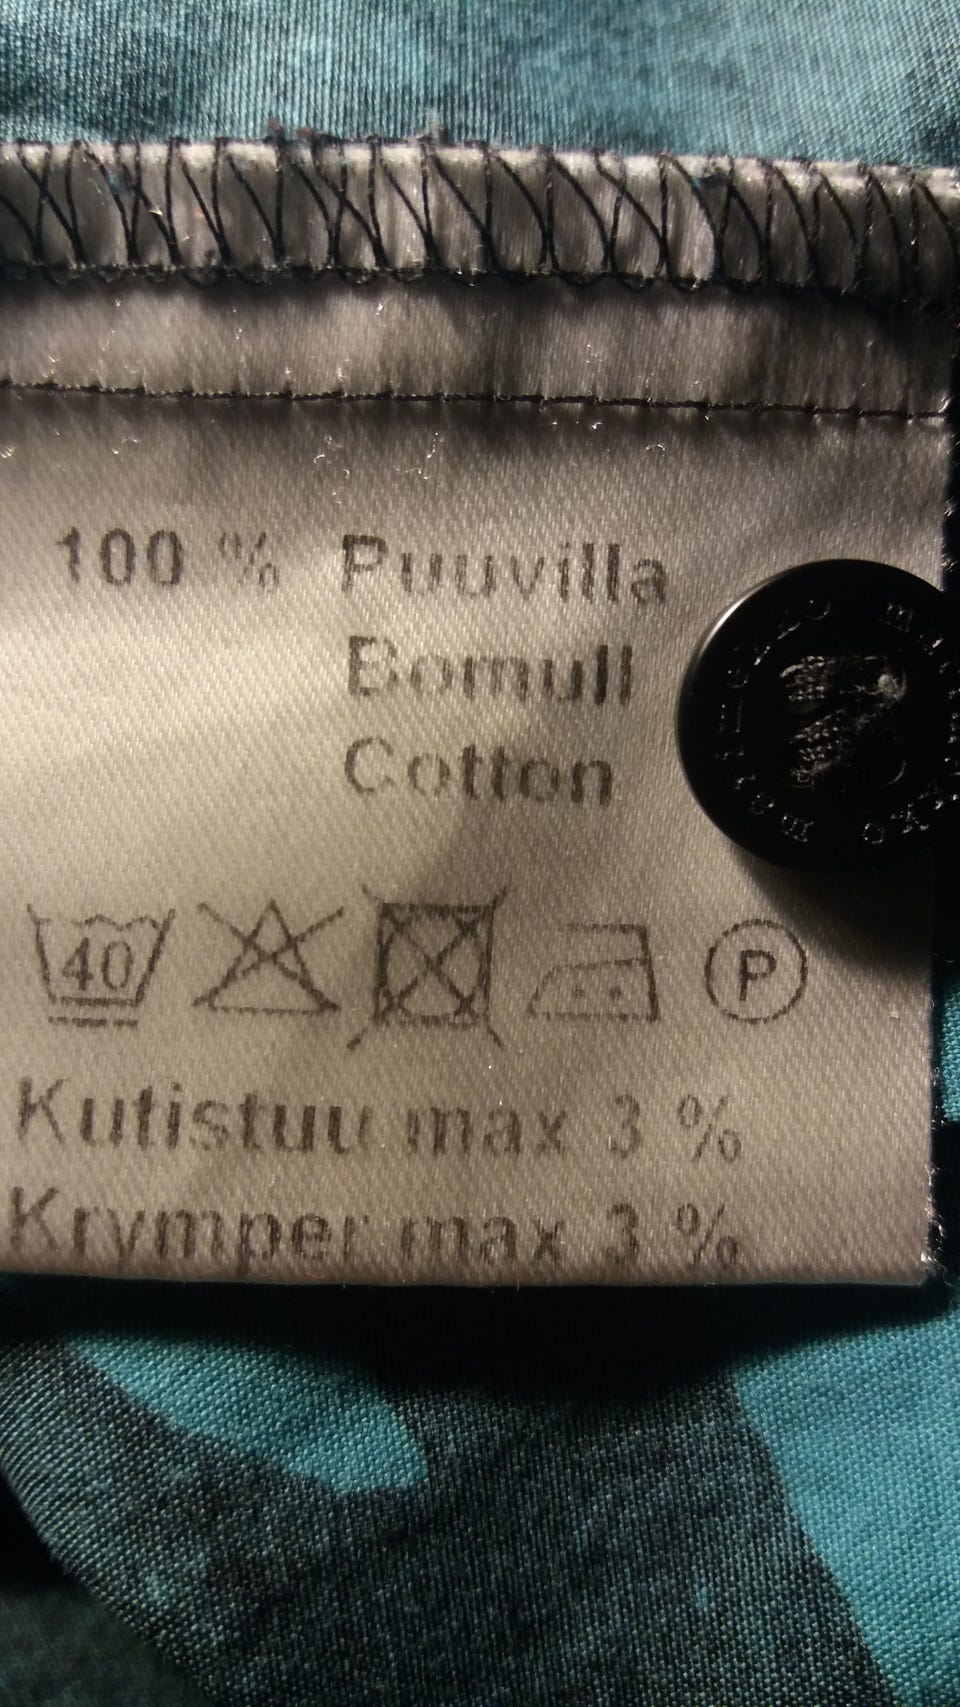 100 % Puuvilla
Bomull
Cotton
40
P
Kutistuu max 3 %
Krymper max 3 %